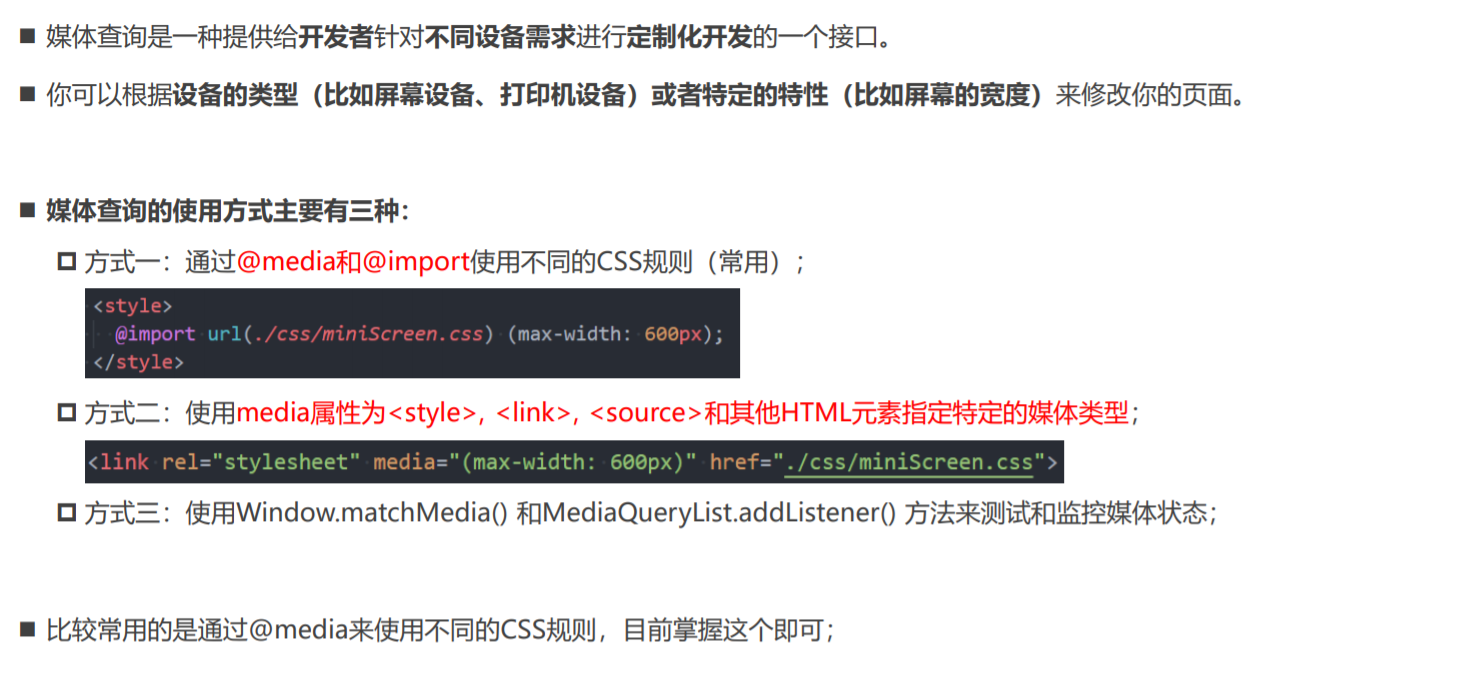 ■ 媒体查询是一种提供给开发者针对不同设备需求进行定制化开发的一个接口。
■ 你可以根据设备的类型（比如屏幕设备、打印机设备）或者特定的特性（比如屏幕的宽度）来修改你的页面。
■ 媒体查询的使用方式主要有三种：
方式一：通过@media和@import使用不同的CSS规则（常用）;
<style>
@import url(./css/miniScreen.css) (max-width: 600px);
</style>
方式二：使用media属性为<style>, <link>, <source>和其他HTML元素指定特定的媒体类型;
<link rel="stylesheet" media="(max-width: 600px)" href="./css/miniScreen.css">
方式三：使用Window.matchMedia() 和MediaQueryList.addListener() 方法来测试和监控媒体状态;
■ 比较常用的是通过@media来使用不同的CSS规则，目前掌握这个即可;